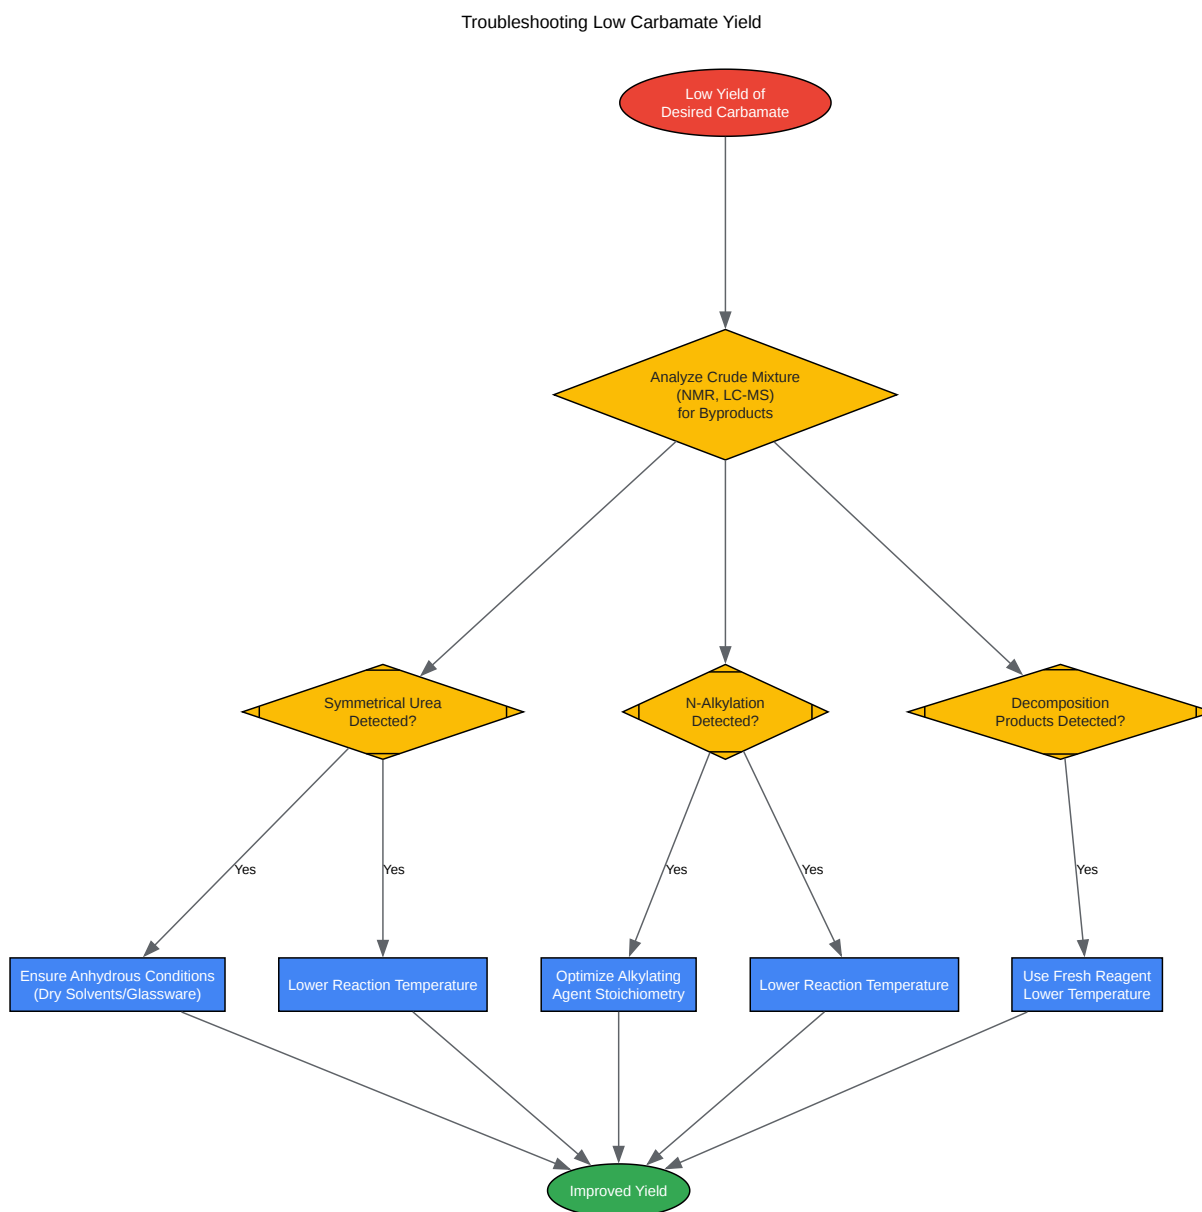 Troubleshooting Low Carbamate Yield
Low Yield of
Desired Carbamate
Analyze Crude Mixture
(NMR, LC-MS)
for Byproducts
Symmetrical Urea
Detected?
N-Alkylation
Detected?
Decomposition
Products Detected?
Yes
Yes
Yes
Yes
Yes
Ensure Anhydrous Conditions
(Dry Solvents/Glassware)
Lower Reaction Temperature
Optimize Alkylating
Agent Stoichiometry
Lower Reaction Temperature
Use Fresh Reagent
Lower Temperature
Improved Yield